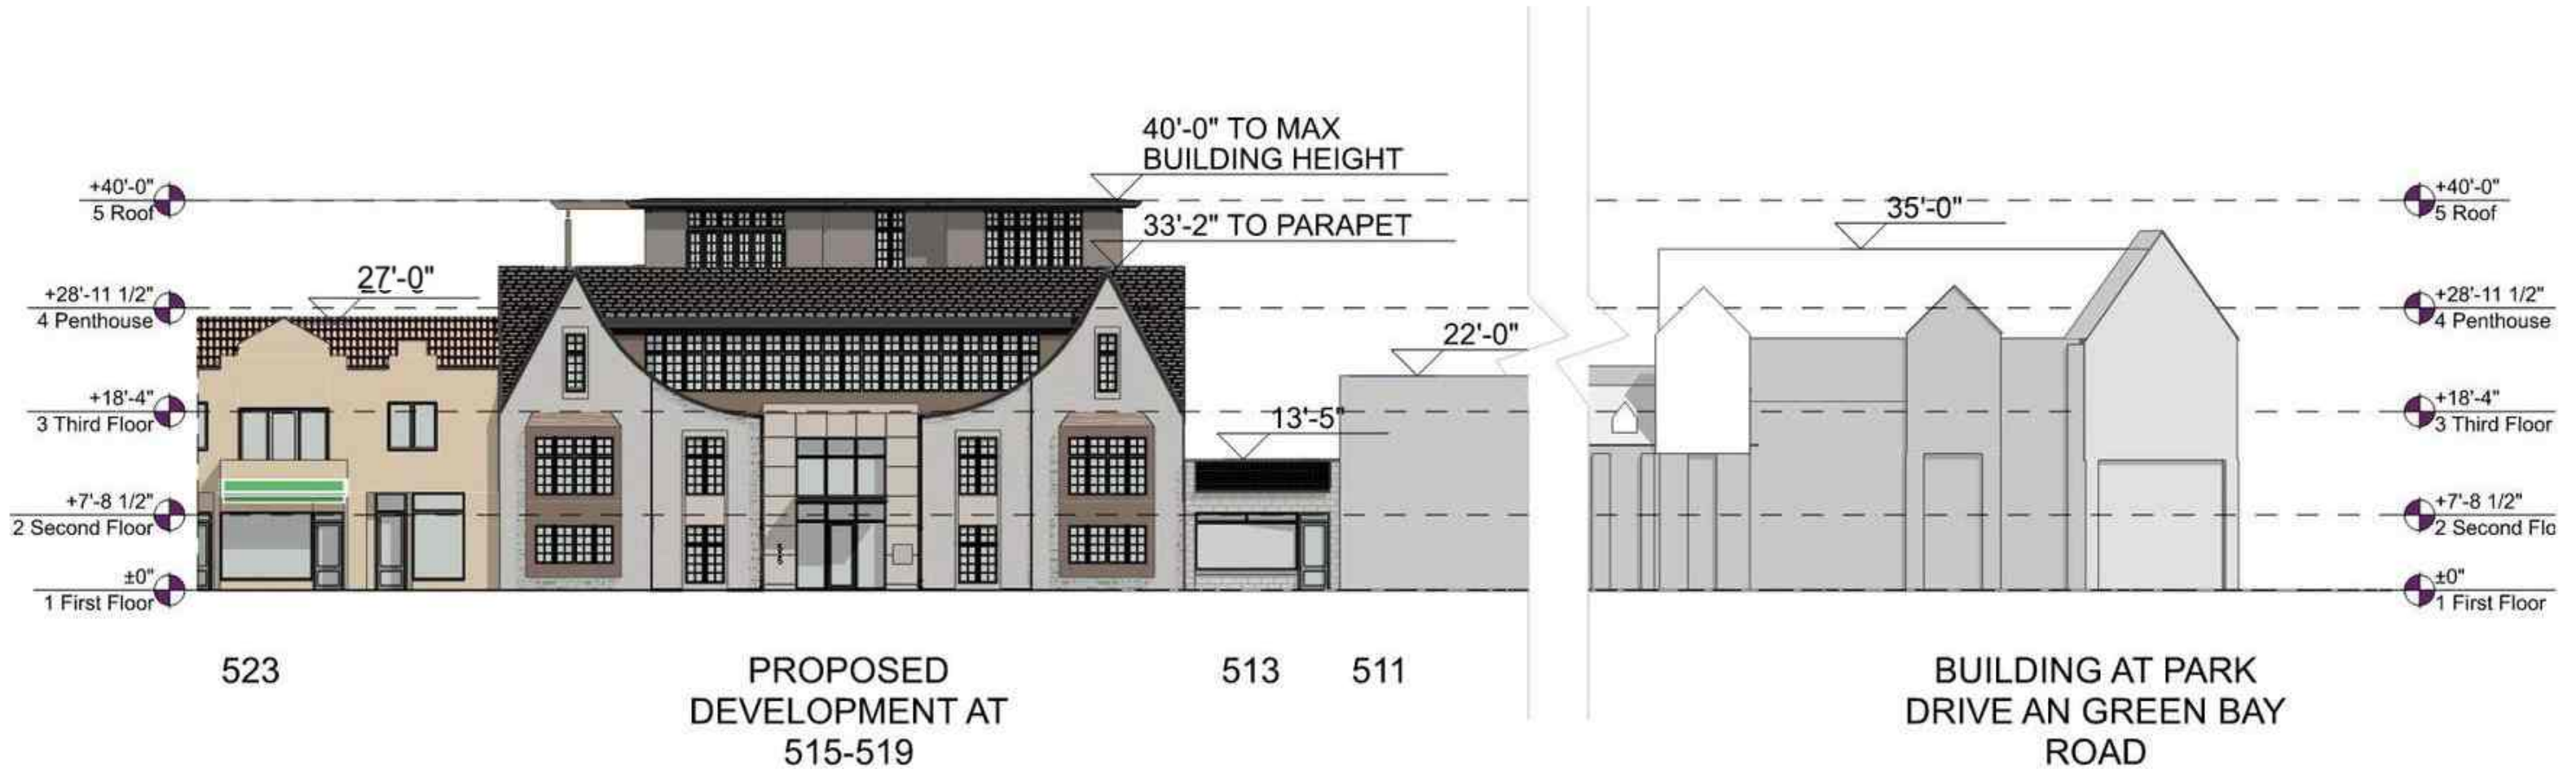 40'-0" TO MAX
BUILDING HEIGHT
33'-2" TO PARAPET
+40'-0"
5 Roof
+28'-11 1/2"
4 Penthouse
+18'-4"
3 Third Floor
+7'-8 1/2"
2 Second Floor
±0"
1 First Floor
27'-0"
13'-5"
22'-0"
35'-0"
+40'-0"
5 Roof
+28'-11 1/2"
4 Penthouse
+18'-4"
3 Third Floor
+7'-8 1/2"
2 Second Flo
±0"
1 First Floor
523
PROPOSED
DEVELOPMENT AT
515-519
513
511
BUILDING AT PARK
DRIVE AN GREEN BAY
ROAD